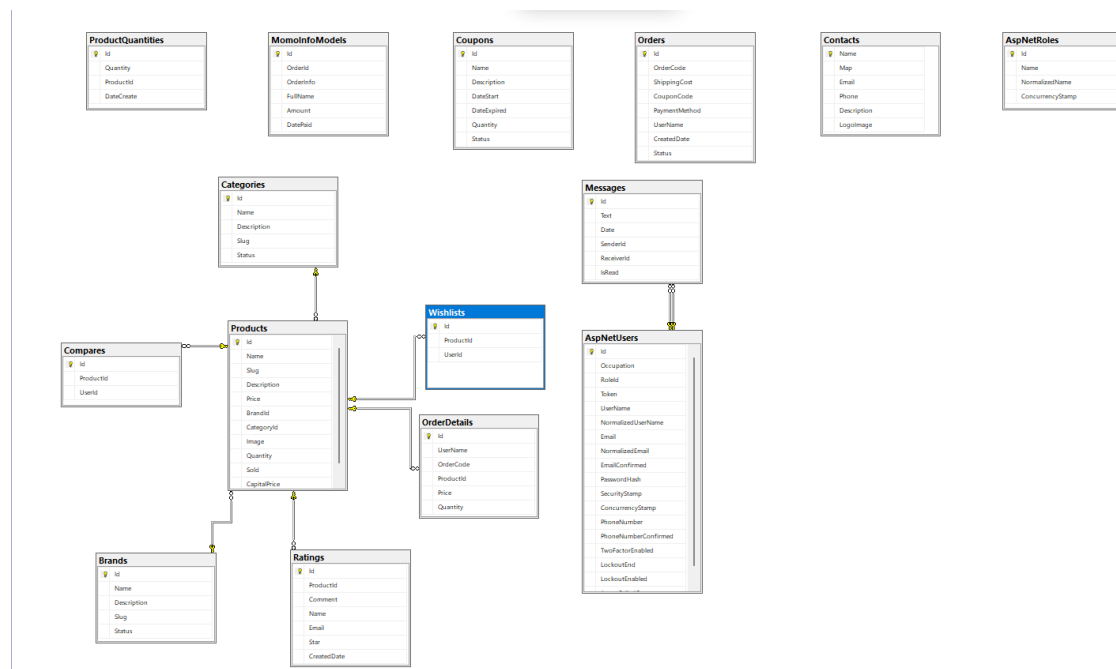 ProductQuantities
Id
Quantity
ProductId
DateCreate
MomoInfoModels
Id
OrderId
OrderInfo
FullName
Amount
DatePaid
Coupons
Id
Name
Description
DateStart
DateExpired
Quantity
Status
Orders
Id
OrderCode
ShippingCost
CouponCode
PaymentMethod
UserName
CreatedDate
Status
Contacts
Name
Map
Email
Phone
Description
LogoImage
AspNetRoles
Id
Name
NormalizedName
ConcurrencyStamp
Categories
Id
Name
Description
Slug
Status
Messages
Id
Text
Date
SenderId
ReceiverId
IsRead
Compares
Id
ProductId
UserId
Products
Id
Name
Slug
Description
Price
BrandId
CategoryId
Image
Quantity
Sold
CapitalPrice
Wishlists
Id
ProductId
UserId
OrderDetails
Id
UserName
OrderCode
ProductId
Price
Quantity
AspNetUsers
Id
Occupation
RoleId
Token
UserName
NormalizedUserName
Email
NormalizedEmail
EmailConfirmed
PasswordHash
SecurityStamp
ConcurrencyStamp
PhoneNumber
PhoneNumberConfirmed
TwoFactorEnabled
LockoutEnd
LockoutEnabled
Brands
Id
Name
Description
Slug
Status
Ratings
Id
ProductId
Comment
Name
Email
Star
CreatedDate